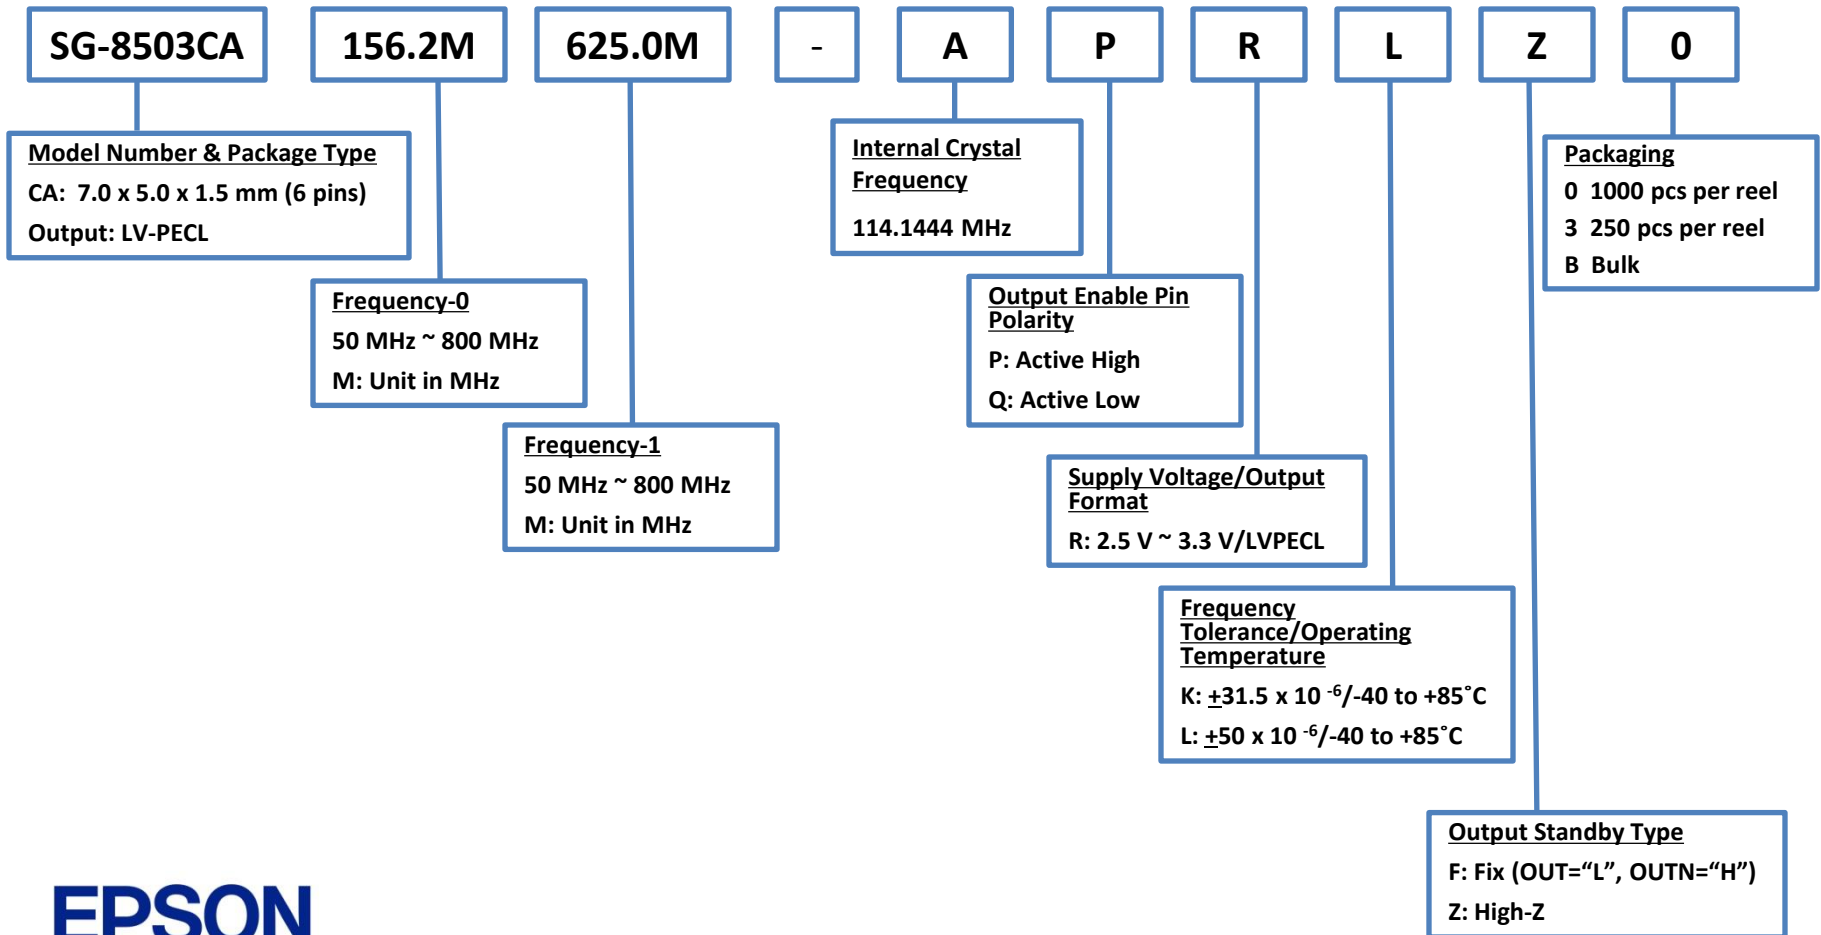 SG-8503CA 156.2M 625.0M - A P R L Z 0
Model Number & Package Type
CA: 7.0 x 5.0 x 1.5 mm (6 pins)
Output: LV-PECL
Frequency-0
50 MHz ~ 800 MHz
M: Unit in MHz
Frequency-1
50 MHz ~ 800 MHz
M: Unit in MHz
Internal Crystal
Frequency
114.1444 MHz
Output Enable Pin
Polarity
P: Active High
Q: Active Low
Supply Voltage/Output
Format
R: 2.5 V ~ 3.3 V/LVPECL
Frequency
Tolerance/Operating
Temperature
K: ±31.5 x 10 ⁻⁶/-40 to +85˚C
L: ±50 x 10 ⁻⁶/-40 to +85˚C
Output Standby Type
F: Fix (OUT=“L”, OUTN=“H”)
Z: High-Z
Packaging
0 1000 pcs per reel
3 250 pcs per reel
B Bulk
EPSON